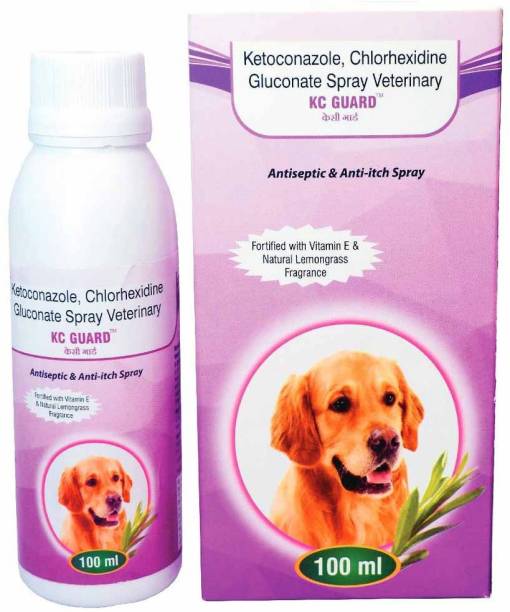 Ketoconazole, Chlorhexidine
Gluconate Spray Veterinary
KC GUARD™
केसी गार्ड
Antiseptic & Anti-itch Spray
Fortified with Vitamin E
& Natural Lemongrass
Fragrance
100 ml
Ketoconazole, Chlorhexidine
Gluconate Spray Veterinary
KC GUARD™
केसी गार्ड
Antiseptic & Anti-itch Spray
Fortified with Vitamin E &
Natural Lemongrass
Fragrance
100 ml